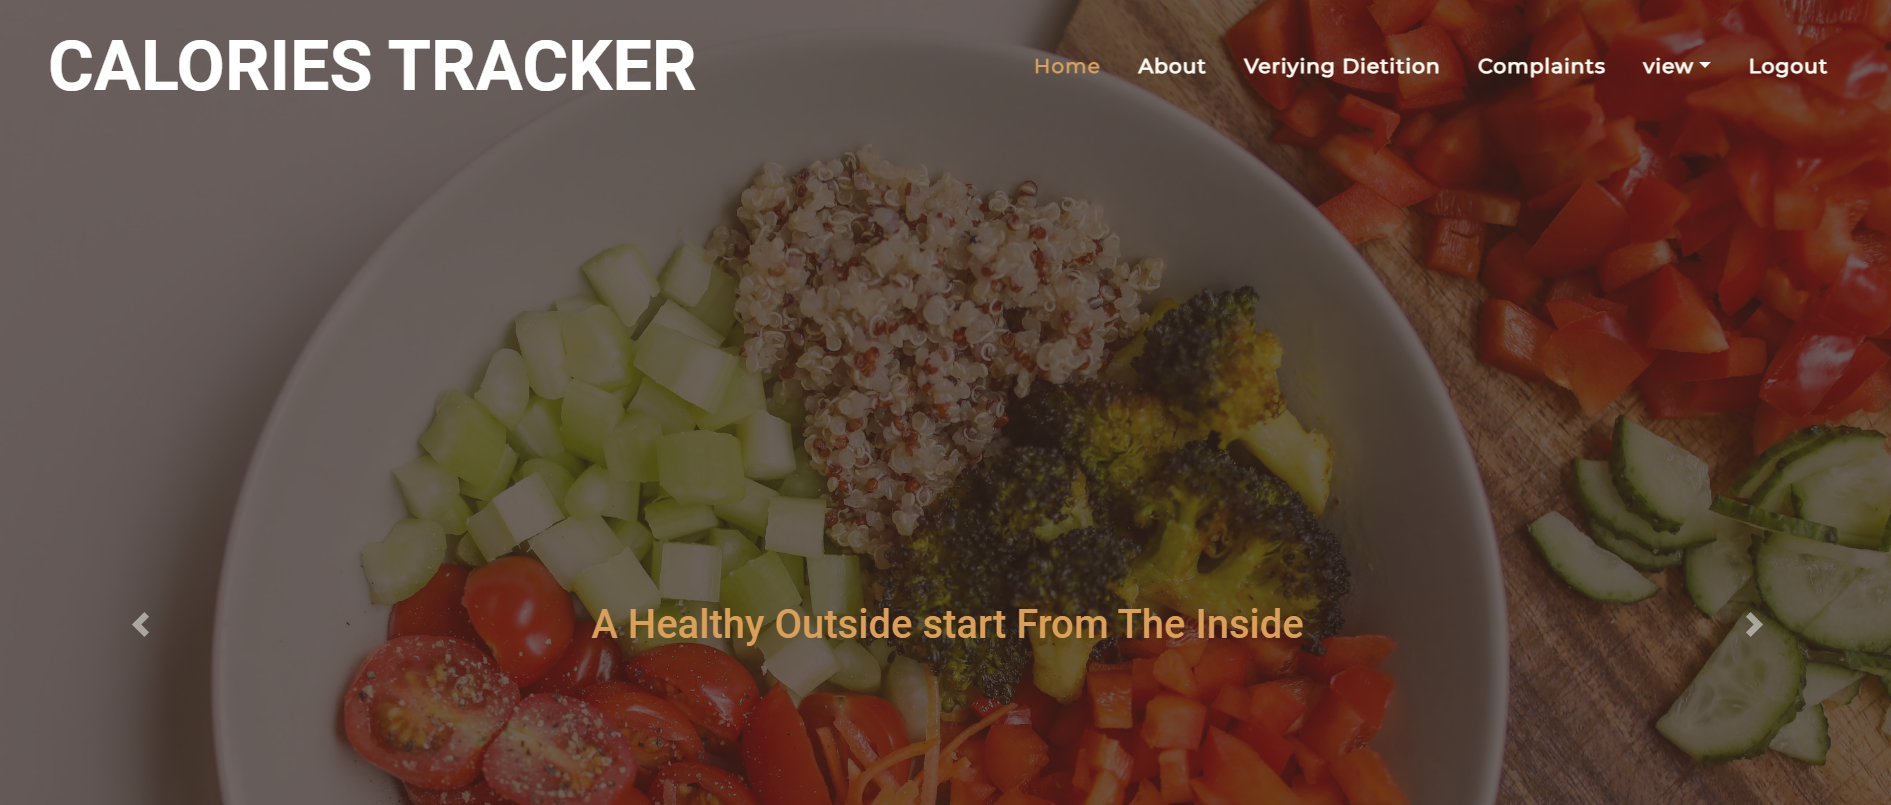 CALORIES TRACKER
Home About Veriying Dietition Complaints view Logout
A Healthy Outside start From The Inside